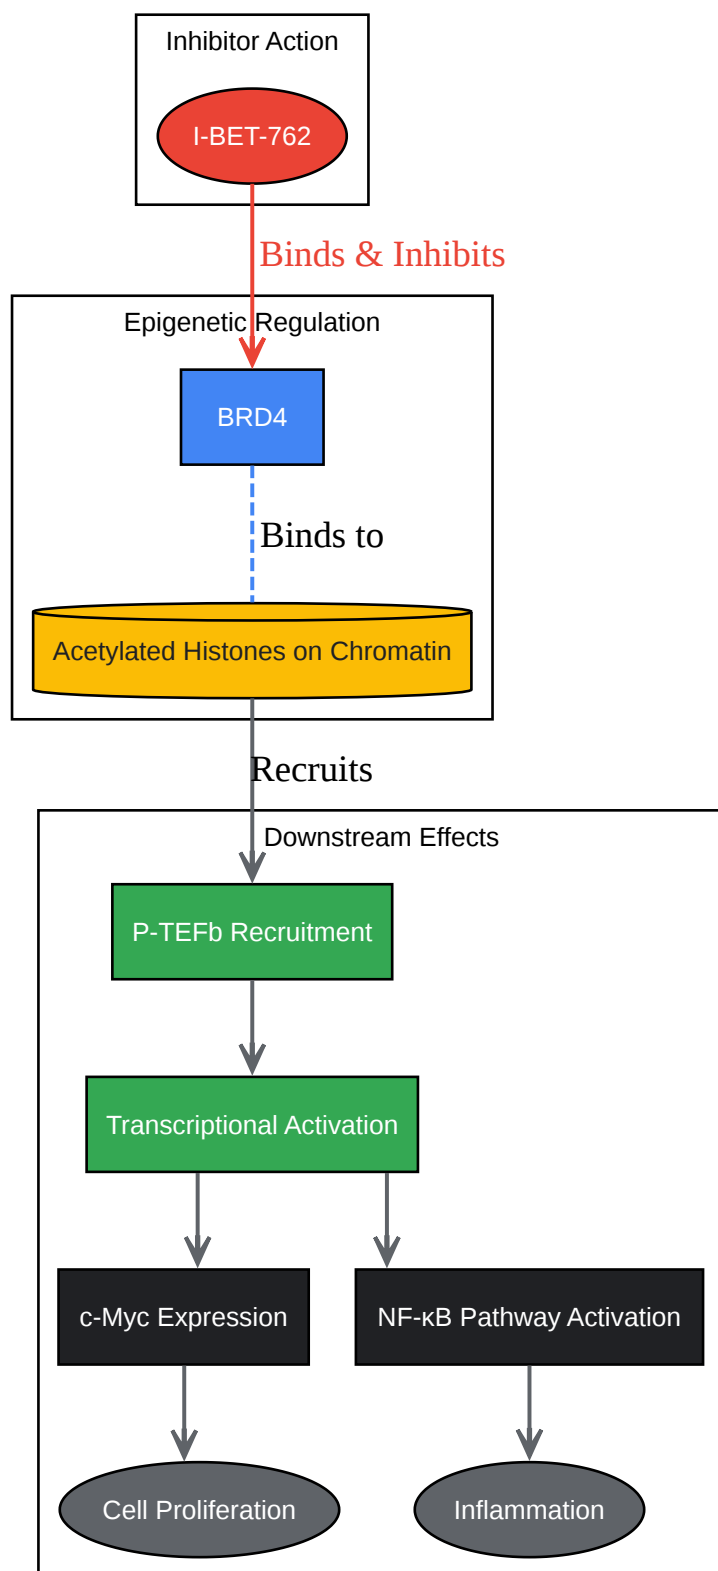 Inhibitor Action
I-BET-762
Binds & Inhibits
Epigenetic Regulation
BRD4
Binds to
Acetylated Histones on Chromatin
Recruits
Downstream Effects
P-TEFb Recruitment
Transcriptional Activation
c-Myc Expression
NF-κB Pathway Activation
Cell Proliferation
Inflammation